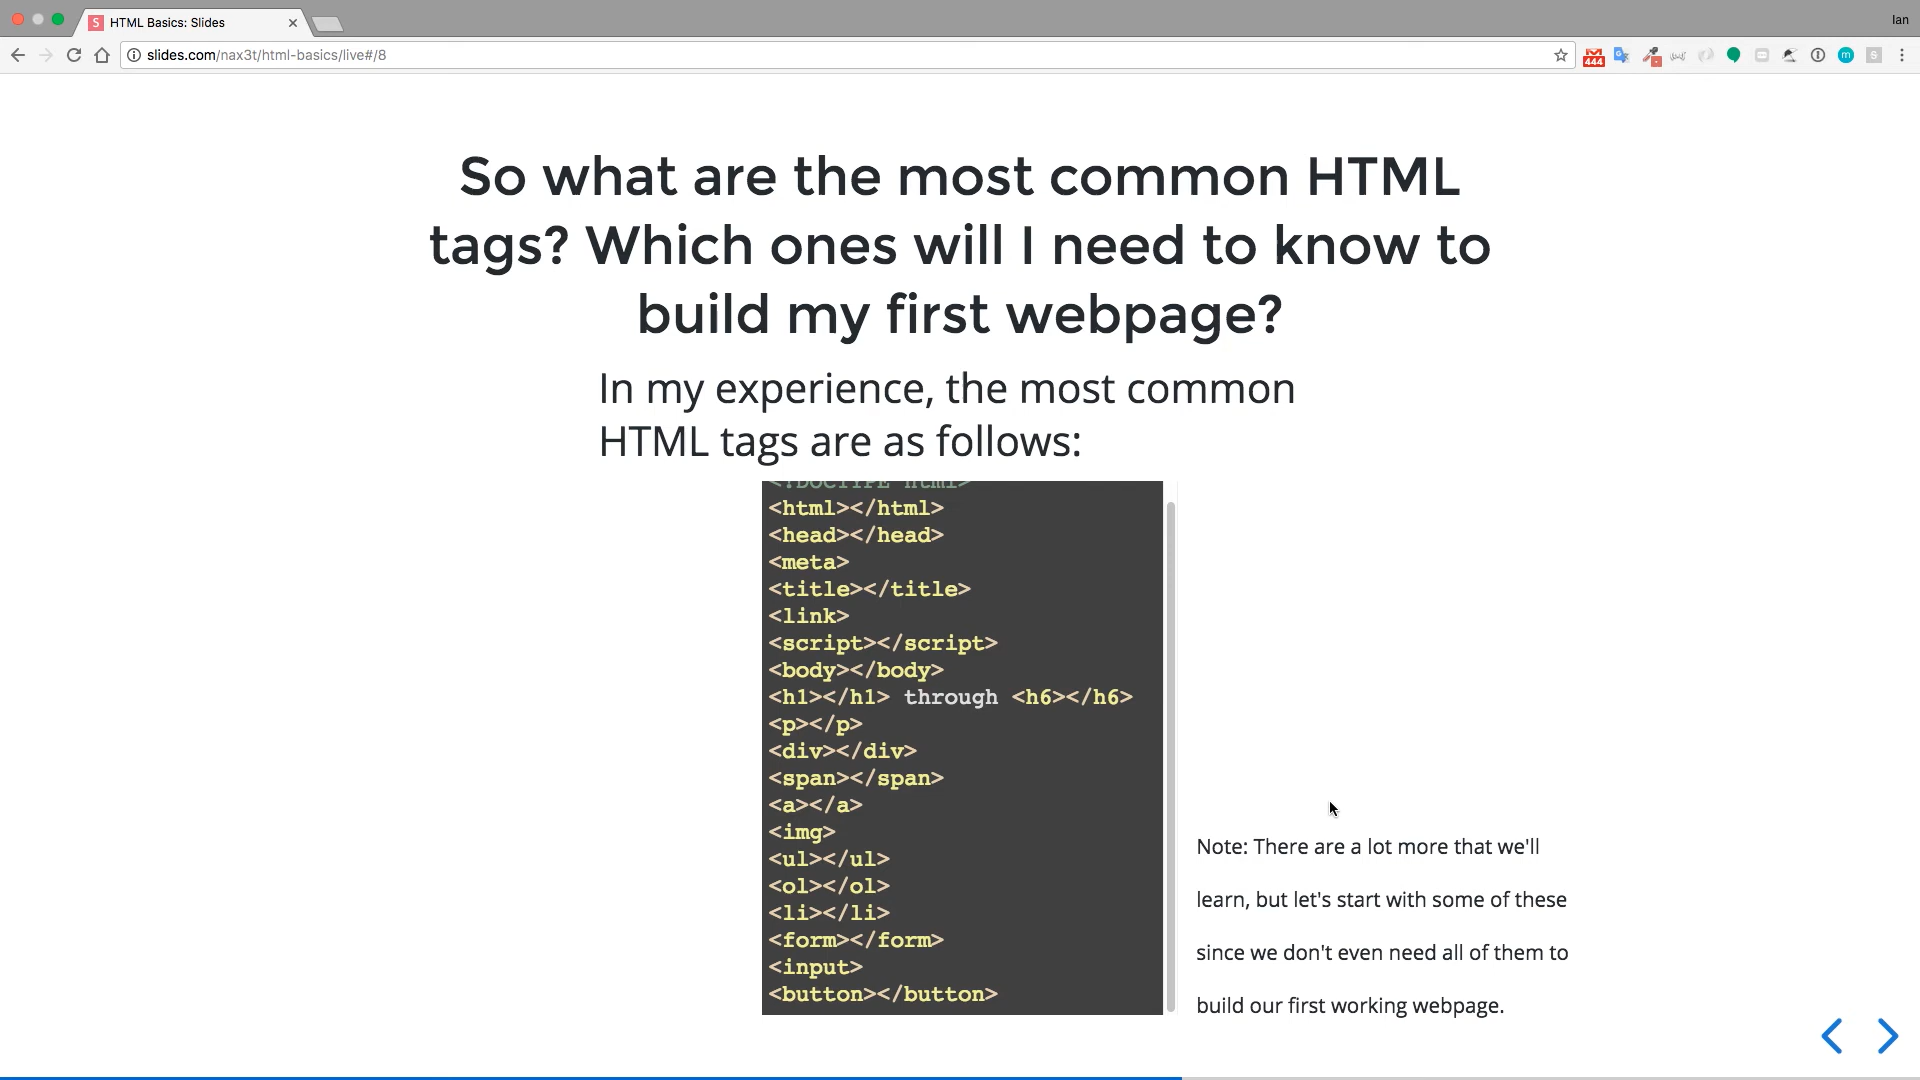 HTML Basics: Slides
Ian
slides.com/nax3t/html-basics/live#/8
444
So what are the most common HTML
tags? Which ones will I need to know to
build my first webpage?
In my experience, the most common
HTML tags are as follows:
<!DOCTYPE html>
<html></html>
<head></head>
<meta>
<title></title>
<link>
<script></script>
<body></body>
<h1></h1> through <h6></h6>
<p></p>
<div></div>
<span></span>
<a></a>
<img>
<ul></ul>
<ol></ol>
<li></li>
<form></form>
<input>
<button></button>
Note: There are a lot more that we'll
learn, but let's start with some of these
since we don't even need all of them to
build our first working webpage.